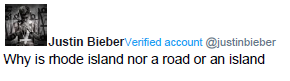 Justin Bieber Verified account @justinbieber
Why is rhode island nor a road or an island